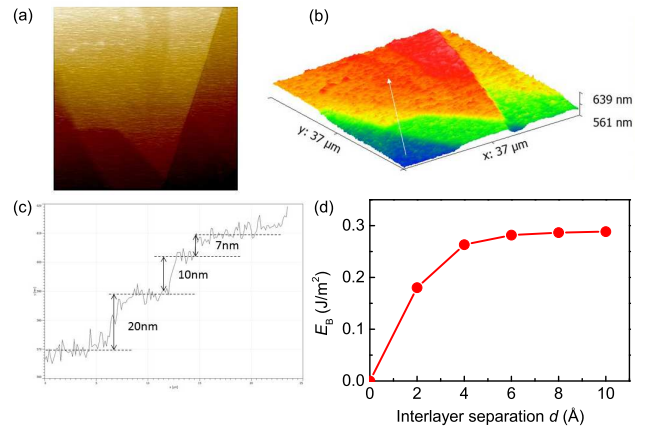 (a)
(b)
639 nm
561 nm
y: 37 μm
x: 37 μm
(c)
7nm
10nm
20nm
(d)
E_B (J/m²)
0.3
0.2
0.1
0.0
0 2 4 6 8 10
Interlayer separation d (Å)